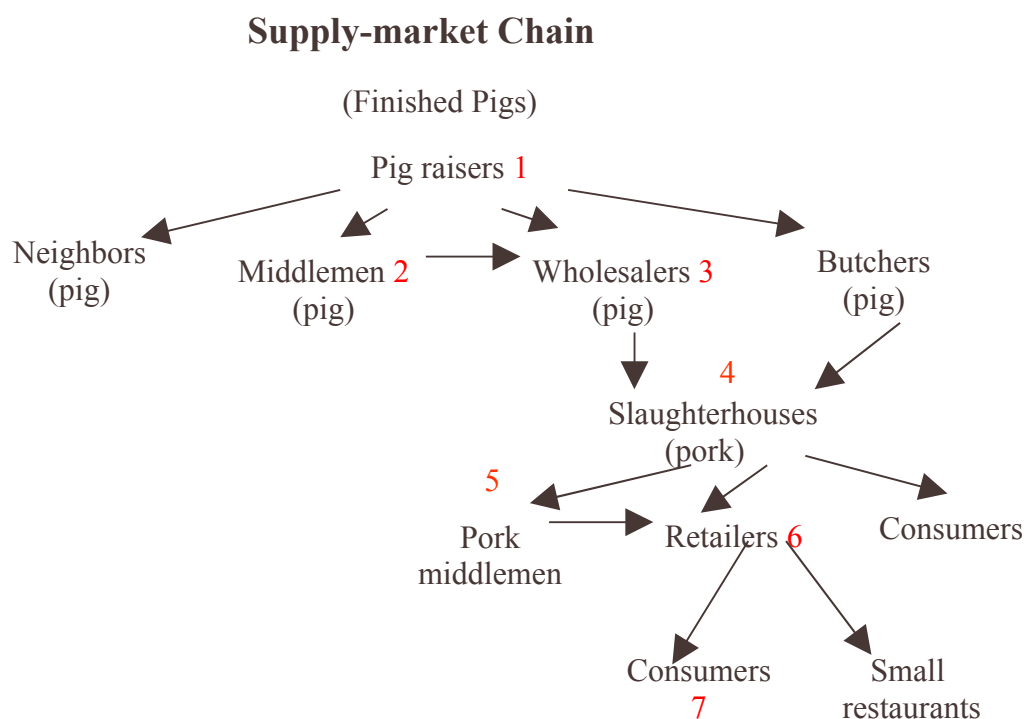 Supply-market Chain
(Finished Pigs)
Pig raisers 1
Neighbors
(pig)
Middlemen 2
(pig)
Wholesalers 3
(pig)
Butchers
(pig)
4
Slaughterhouses
(pork)
5
Pork
middlemen
Retailers 6
Consumers
Consumers
7
Small
restaurants